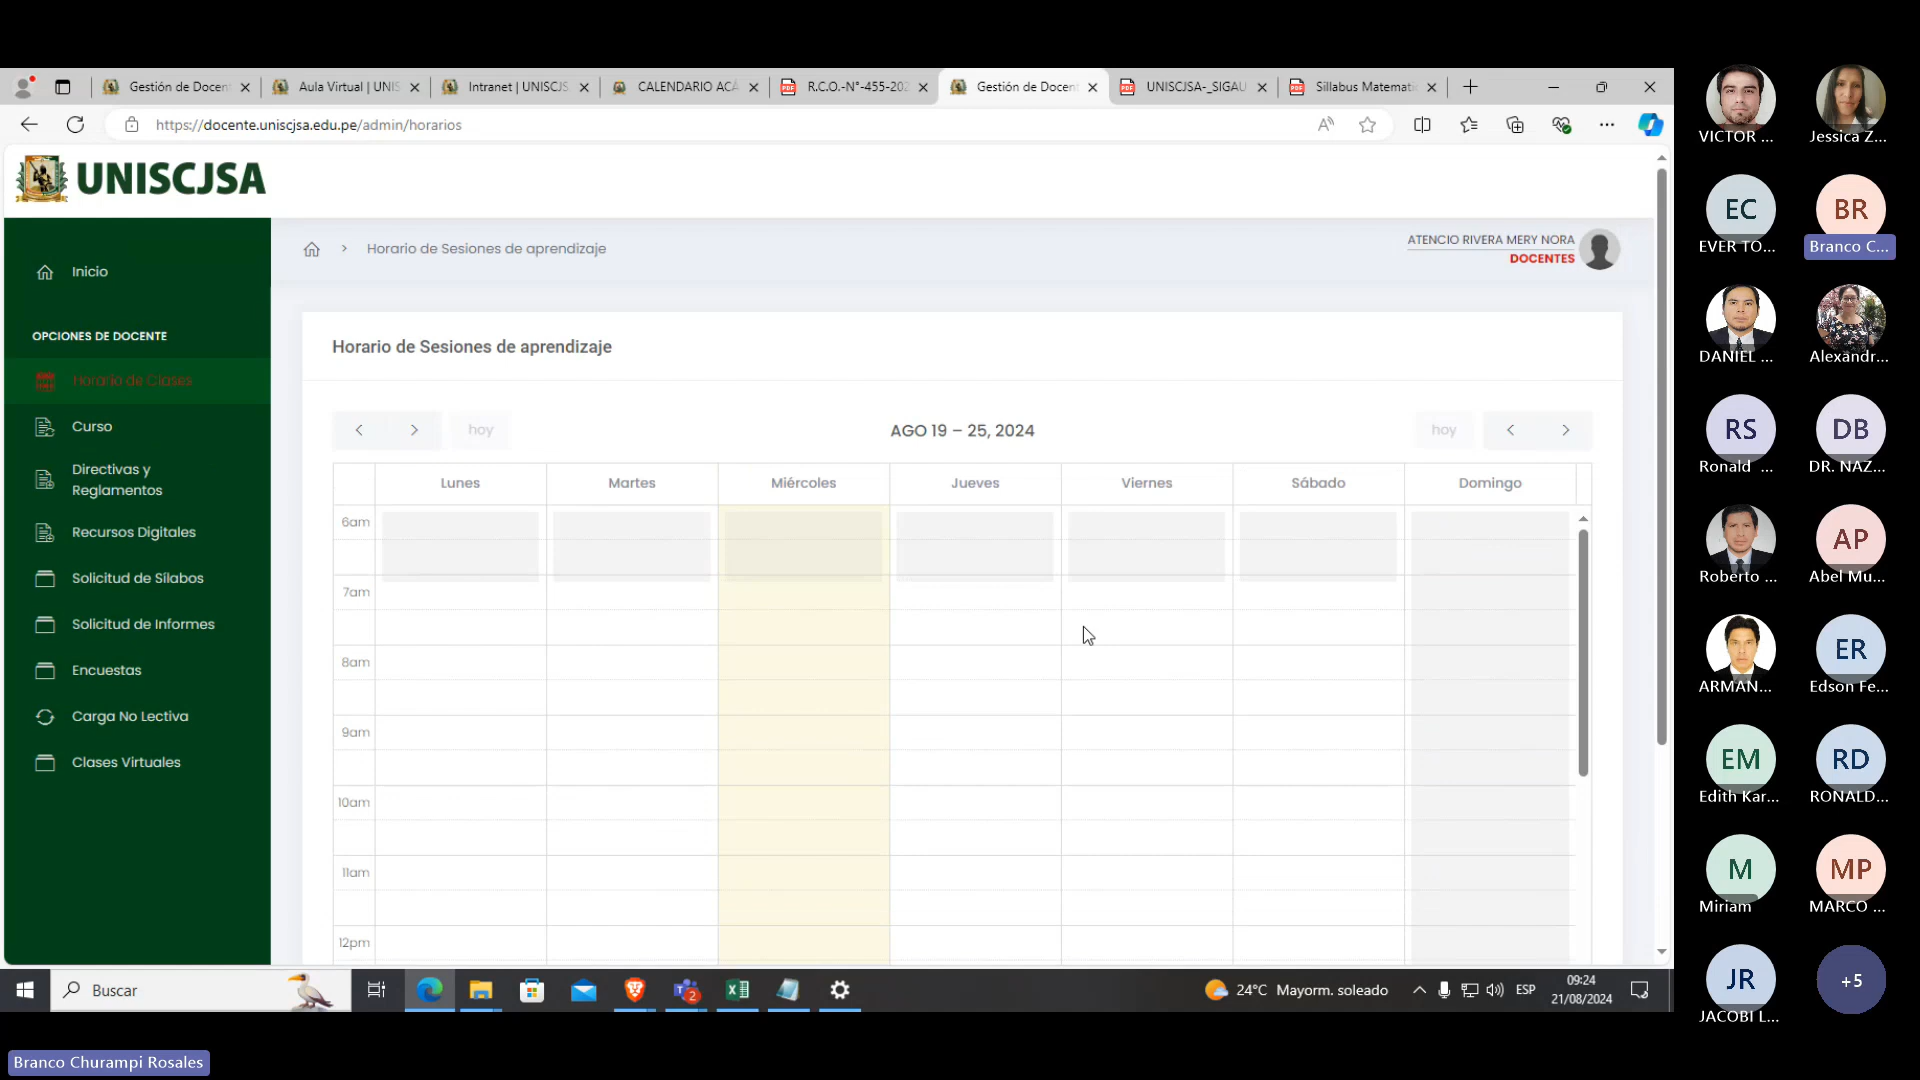 Gestión de Docen
Aula Virtual | UNIS
Intranet | UNISCJS
CALENDARIO ACA
R.C.O.-N°-455-202
Gestión de Docen
UNISCJSA-_SIGAU
Sillabus Matemati
https://docente.uniscjsa.edu.pe/admin/horarios
UNISCJSA
Inicio
OPCIONES DE DOCENTE
Horario de Clases
Curso
Directivas y
Reglamentos
Recursos Digitales
Solicitud de Sílabos
Solicitud de Informes
Encuestas
Carga No Lectiva
Clases Virtuales
> Horario de Sesiones de aprendizaje
ATENCIO RIVERA MERY NORA
DOCENTES
Horario de Sesiones de aprendizaje
hoy
AGO 19 – 25, 2024
hoy
Lunes Martes Miércoles Jueves Viernes Sábado Domingo
6am
7am
8am
9am
10am
11am
12pm
Buscar
2
24°C Mayorm. soleado
ESP
09:24
21/08/2024
VICTOR ...
Jessica Z...
EC
EVER TO...
BR
Branco C...
DANIEL ...
Alexandr...
RS
Ronald ...
DB
DR. NAZ...
Roberto ...
AP
Abel Mu...
ARMAN...
ER
Edson Fe...
EM
Edith Kar...
RD
RONALD...
M
Miriam
MP
MARCO ...
JR
JACOBI L...
+5
Branco Churampi Rosales